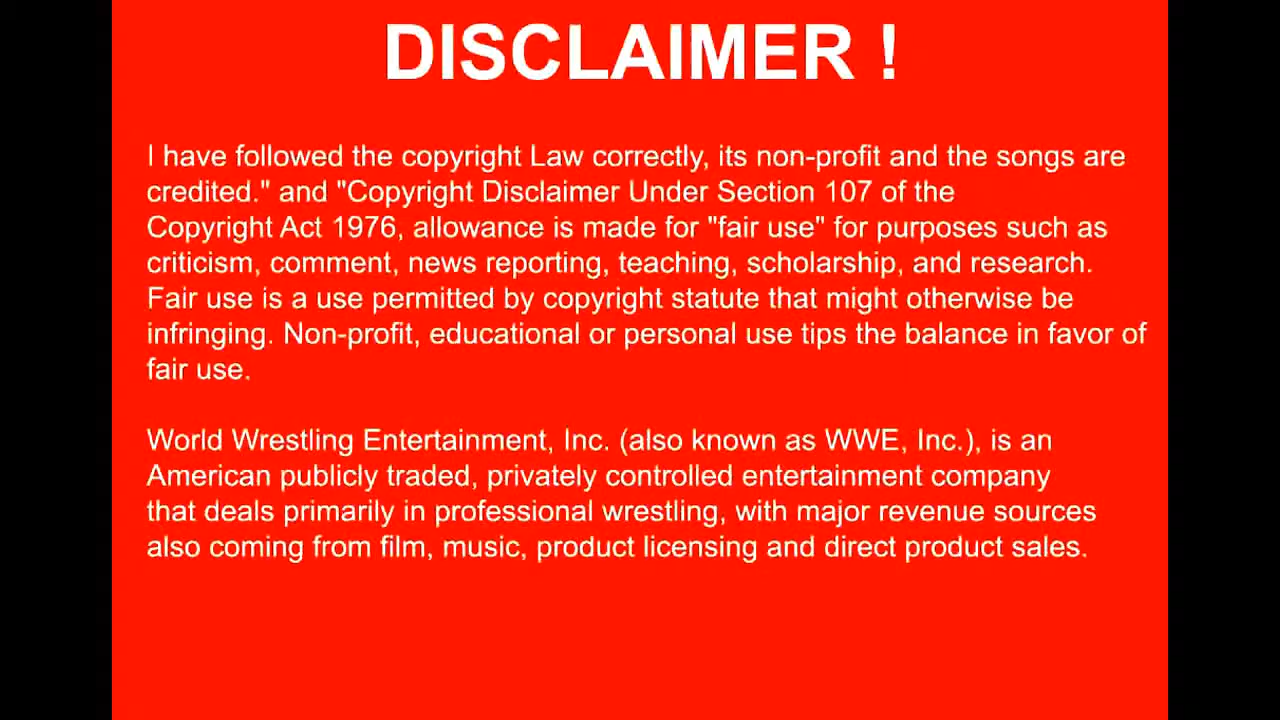 DISCLAIMER !
I have followed the copyright Law correctly, its non-profit and the songs are
credited." and "Copyright Disclaimer Under Section 107 of the
Copyright Act 1976, allowance is made for "fair use" for purposes such as
criticism, comment, news reporting, teaching, scholarship, and research.
Fair use is a use permitted by copyright statute that might otherwise be
infringing. Non-profit, educational or personal use tips the balance in favor of
fair use.
World Wrestling Entertainment, Inc. (also known as WWE, Inc.), is an
American publicly traded, privately controlled entertainment company
that deals primarily in professional wrestling, with major revenue sources
also coming from film, music, product licensing and direct product sales.